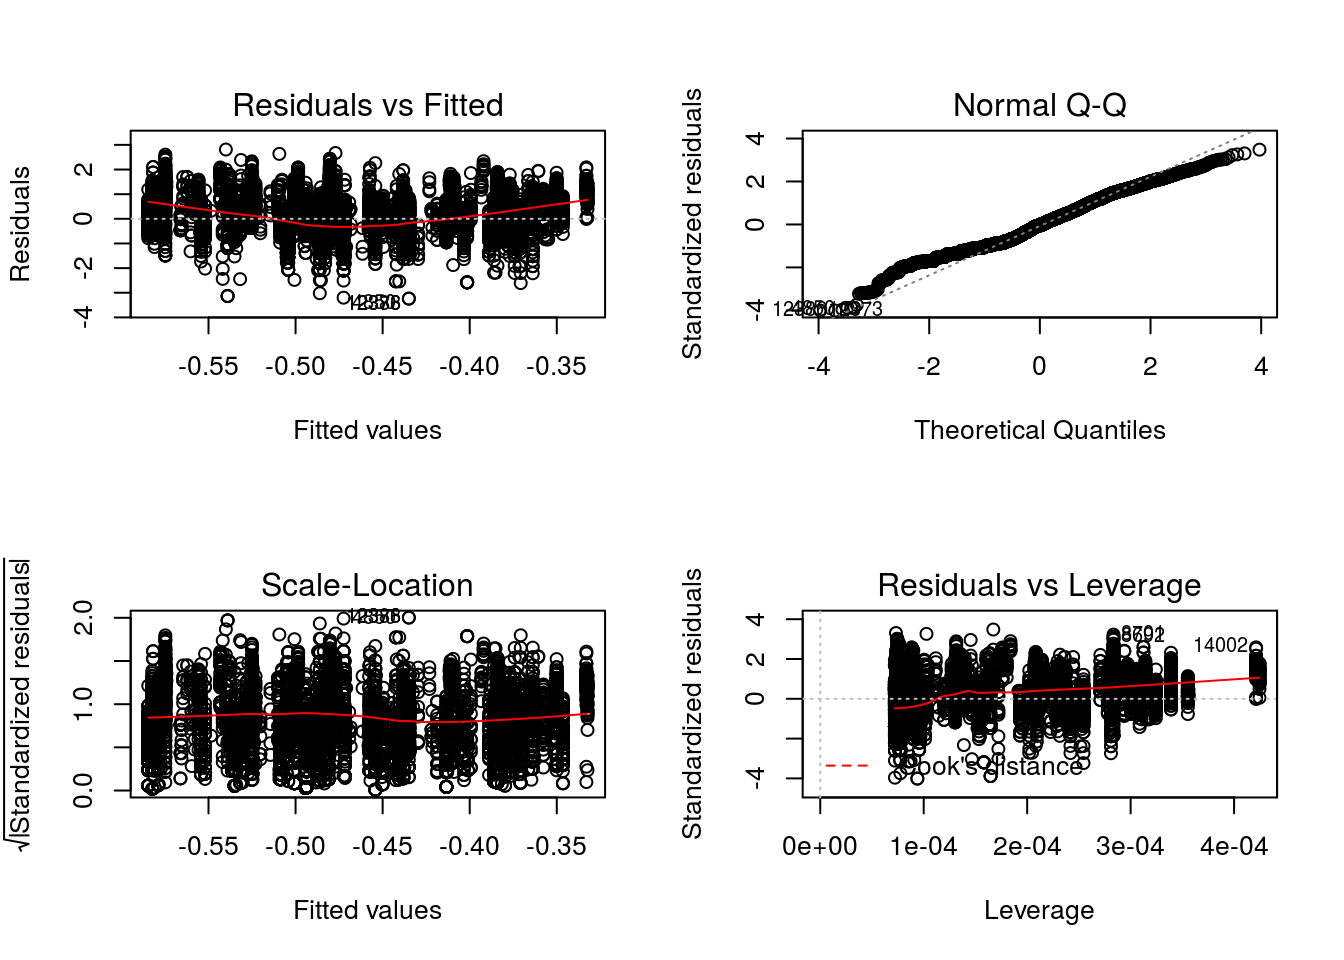 Residuals vs Fitted
Residuals
-4
-2
0
2
-0.55
-0.50
-0.45
-0.40
-0.35
Fitted values
Normal Q-Q
Standardized residuals
-4
0
2
4
-4
-2
0
2
4
Theoretical Quantiles
Scale-Location
√|Standardized residuals|
0.0
1.0
2.0
-0.55
-0.50
-0.45
-0.40
-0.35
Fitted values
Residuals vs Leverage
Standardized residuals
-4
0
2
4
14002
Cook's distance
0e+00
1e-04
2e-04
3e-04
4e-04
Leverage